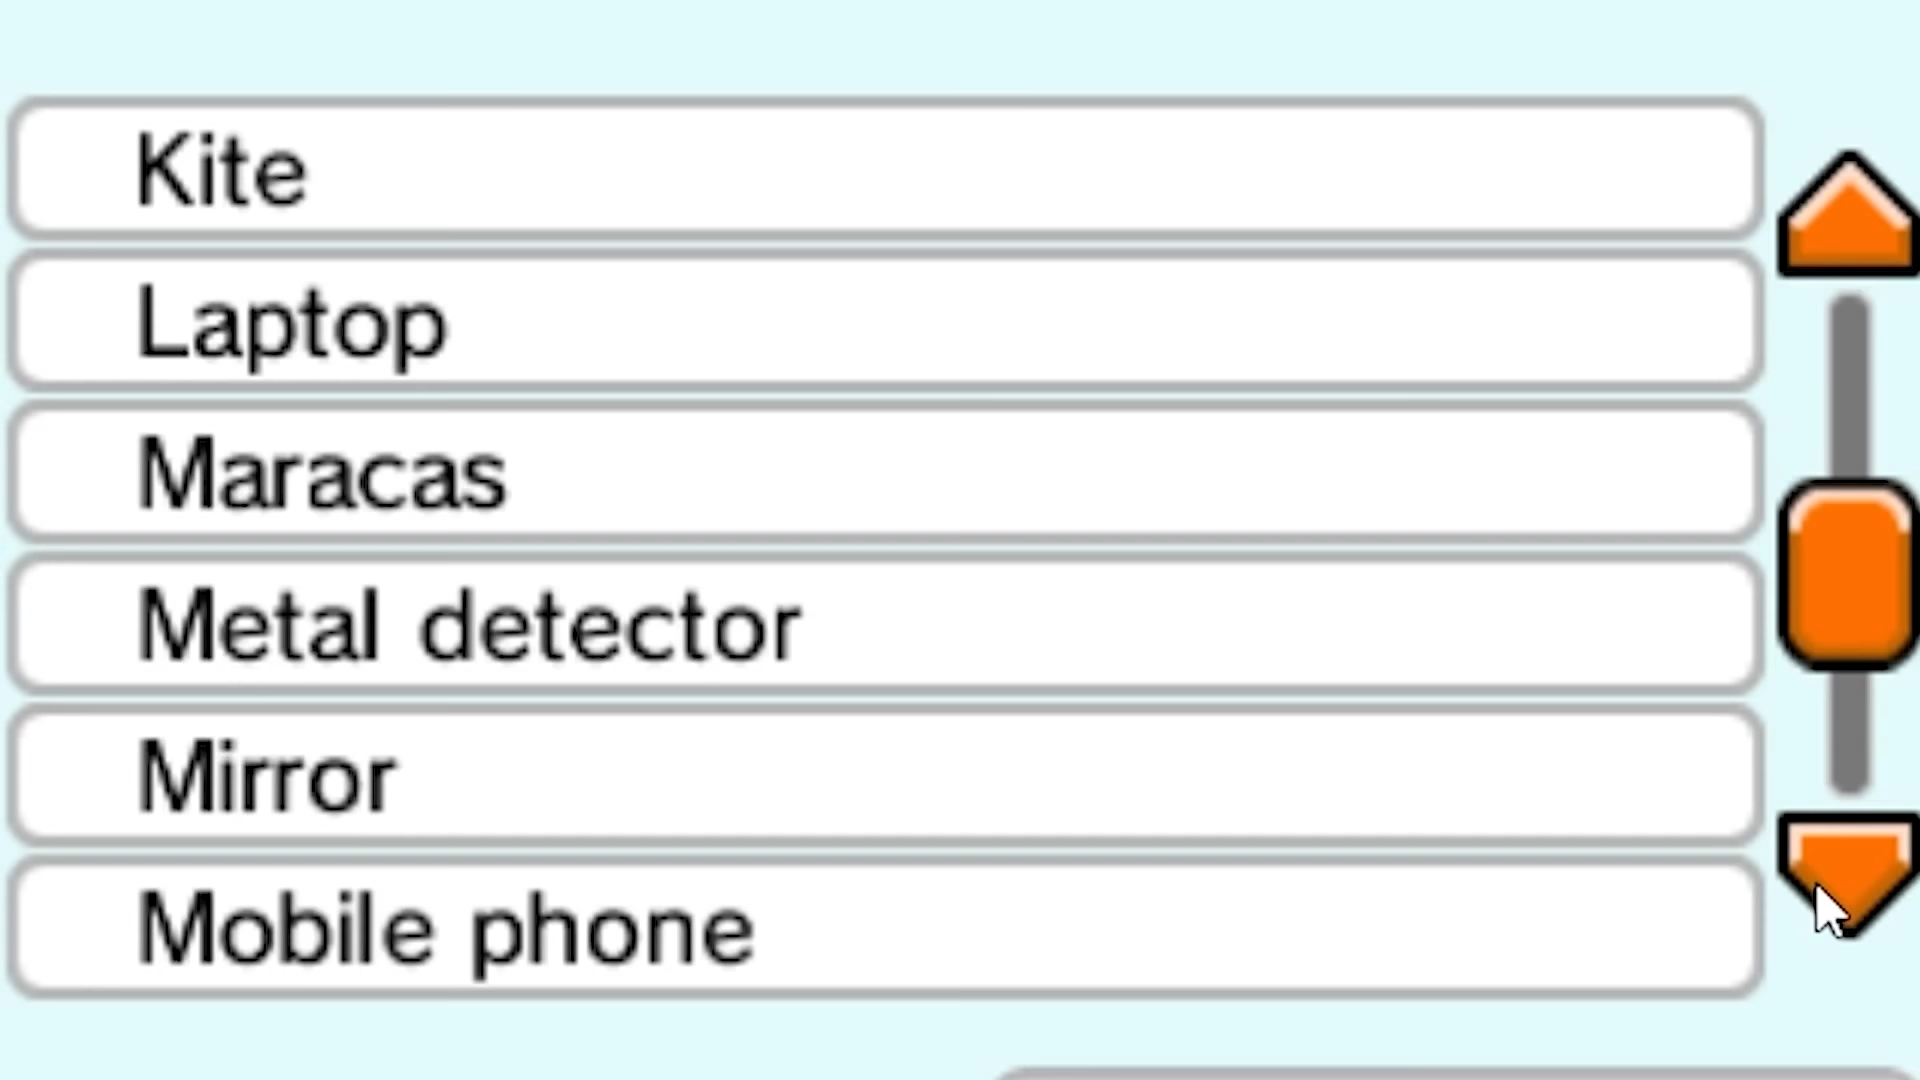 Kite
Laptop
Maracas
Metal detector
Mirror
Mobile phone